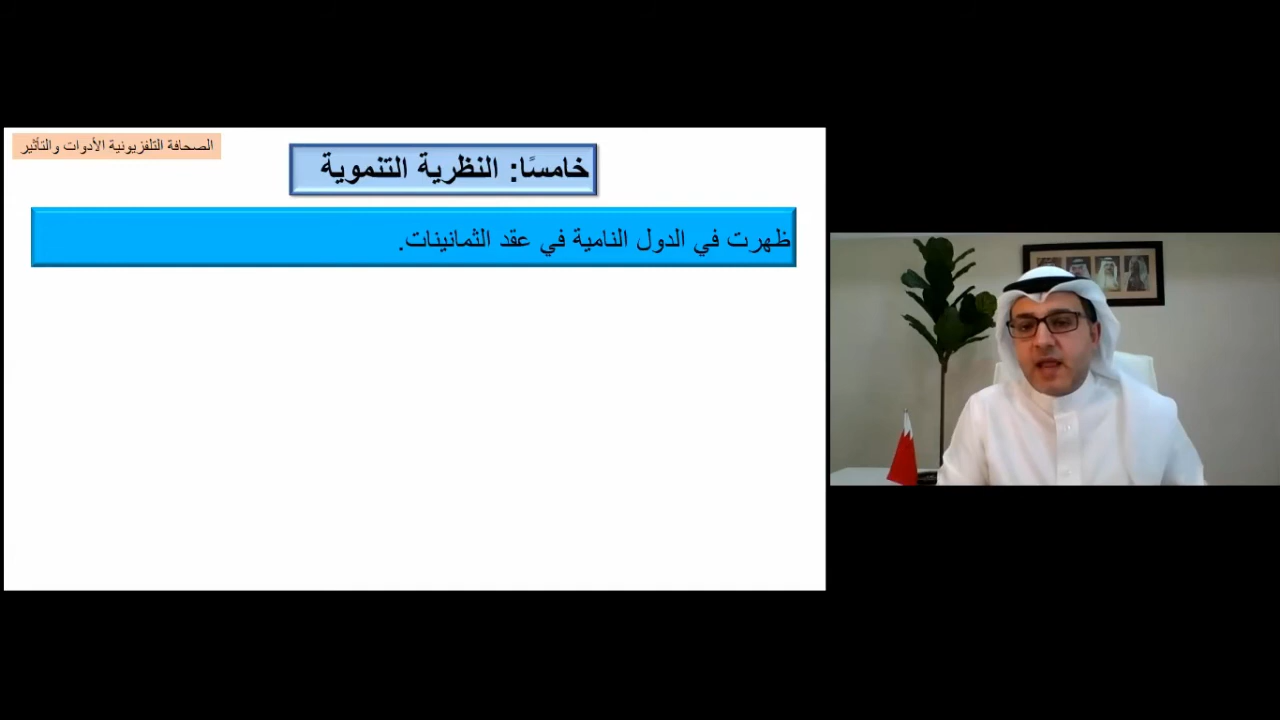 الصحافة التلفزيونية الأدوات والتأثير
خامسًا: النظرية التنموية
ظهرت في الدول النامية في عقد الثمانينات.